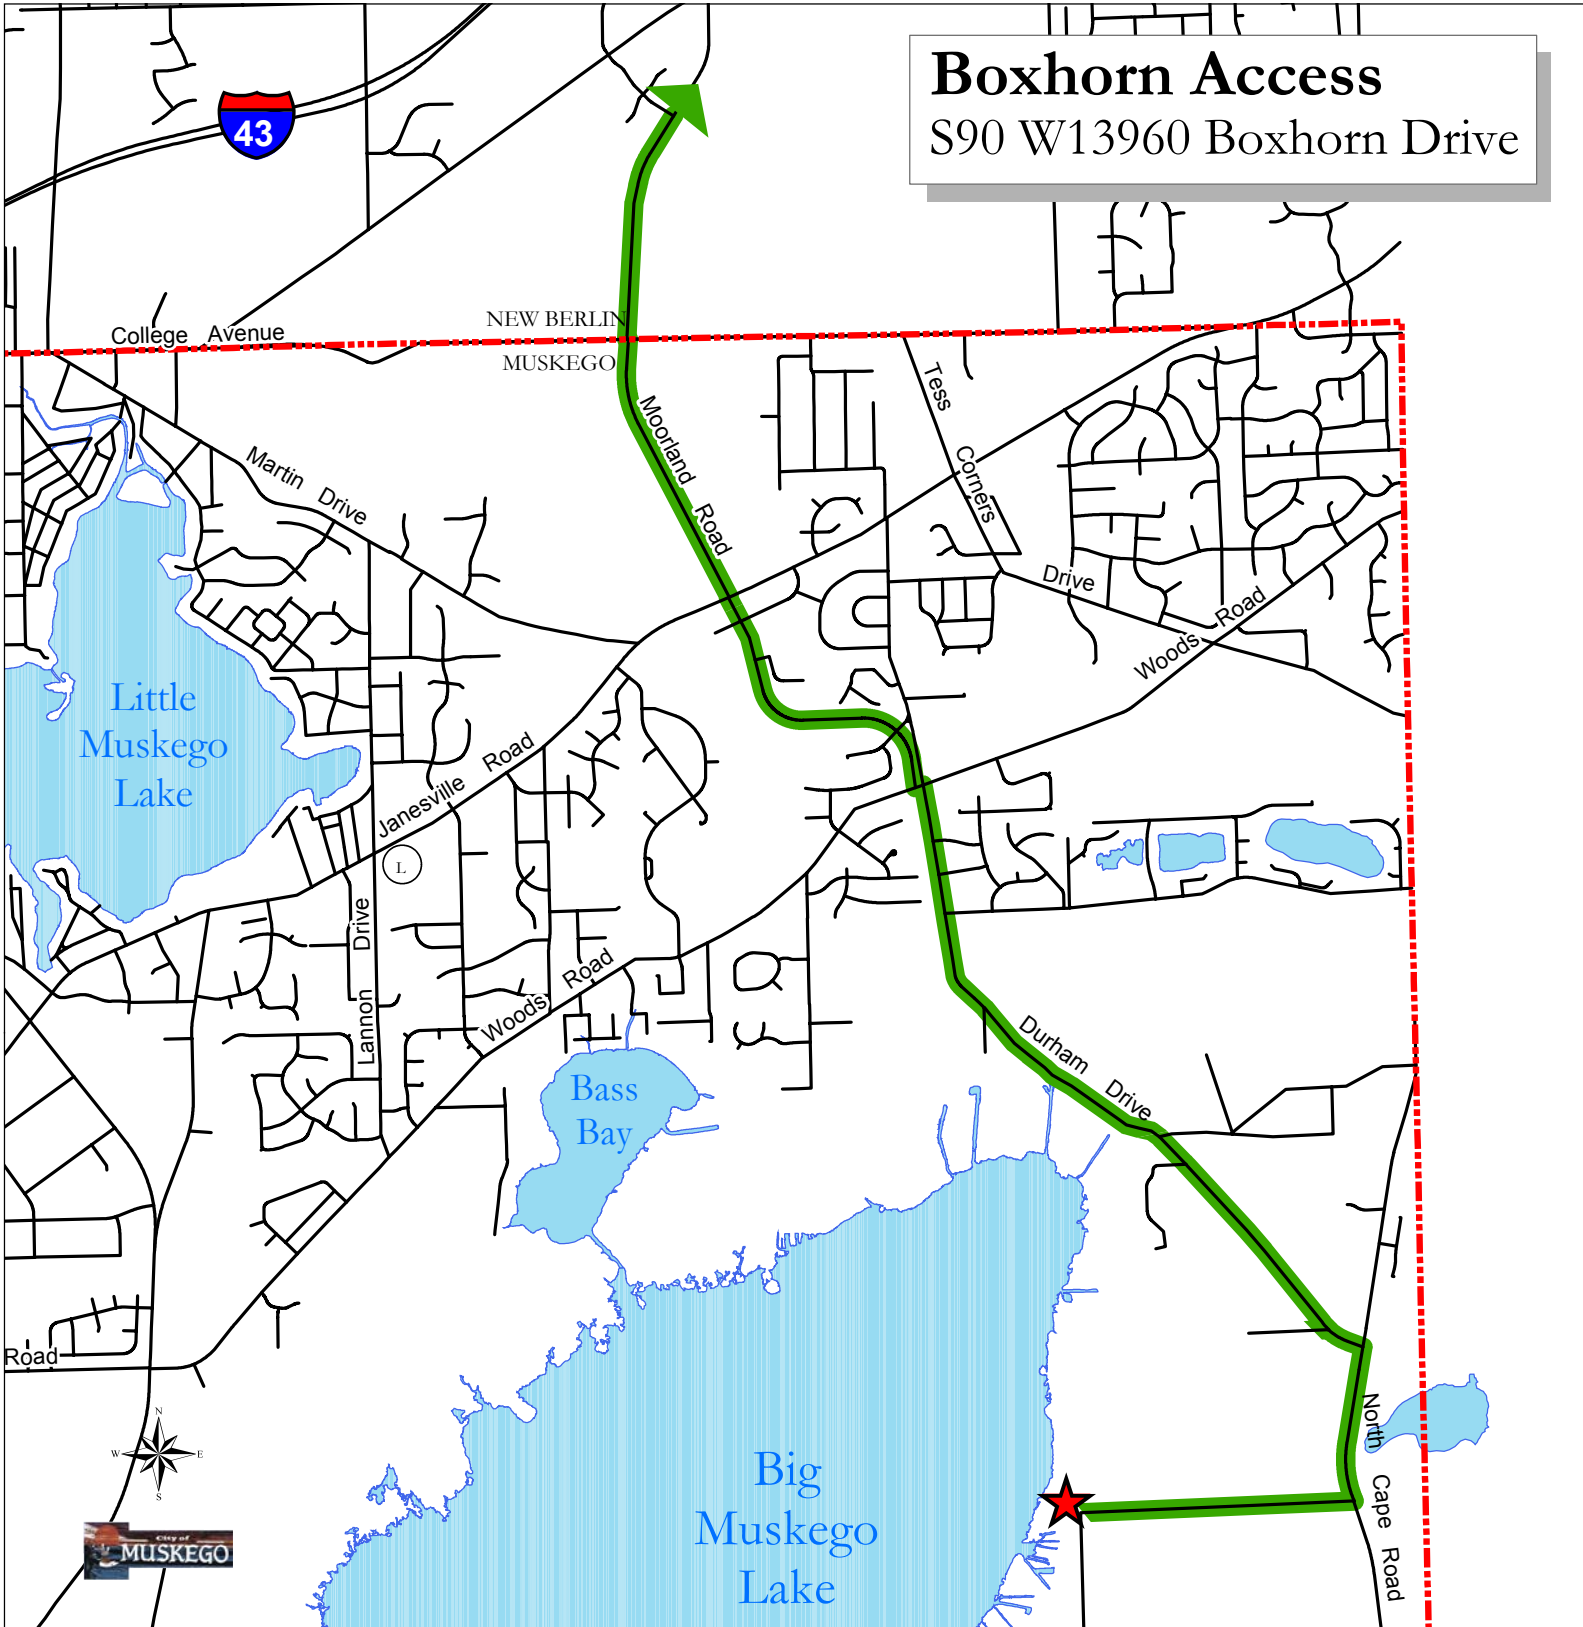 Boxhorn Access
S90 W13960 Boxhorn Drive
43
College Avenue
NEW BERLIN
MUSKEGO
Tess Corners Drive
Moorland Road
Martin Drive
Woods Road
Little
Muskego
Lake
Janesville Road
L
Lannon Drive
Woods Road
Durham Drive
Bass
Bay
Road
North Cape Road
N
W
E
S
Big
Muskego
Lake
City of
MUSKEGO